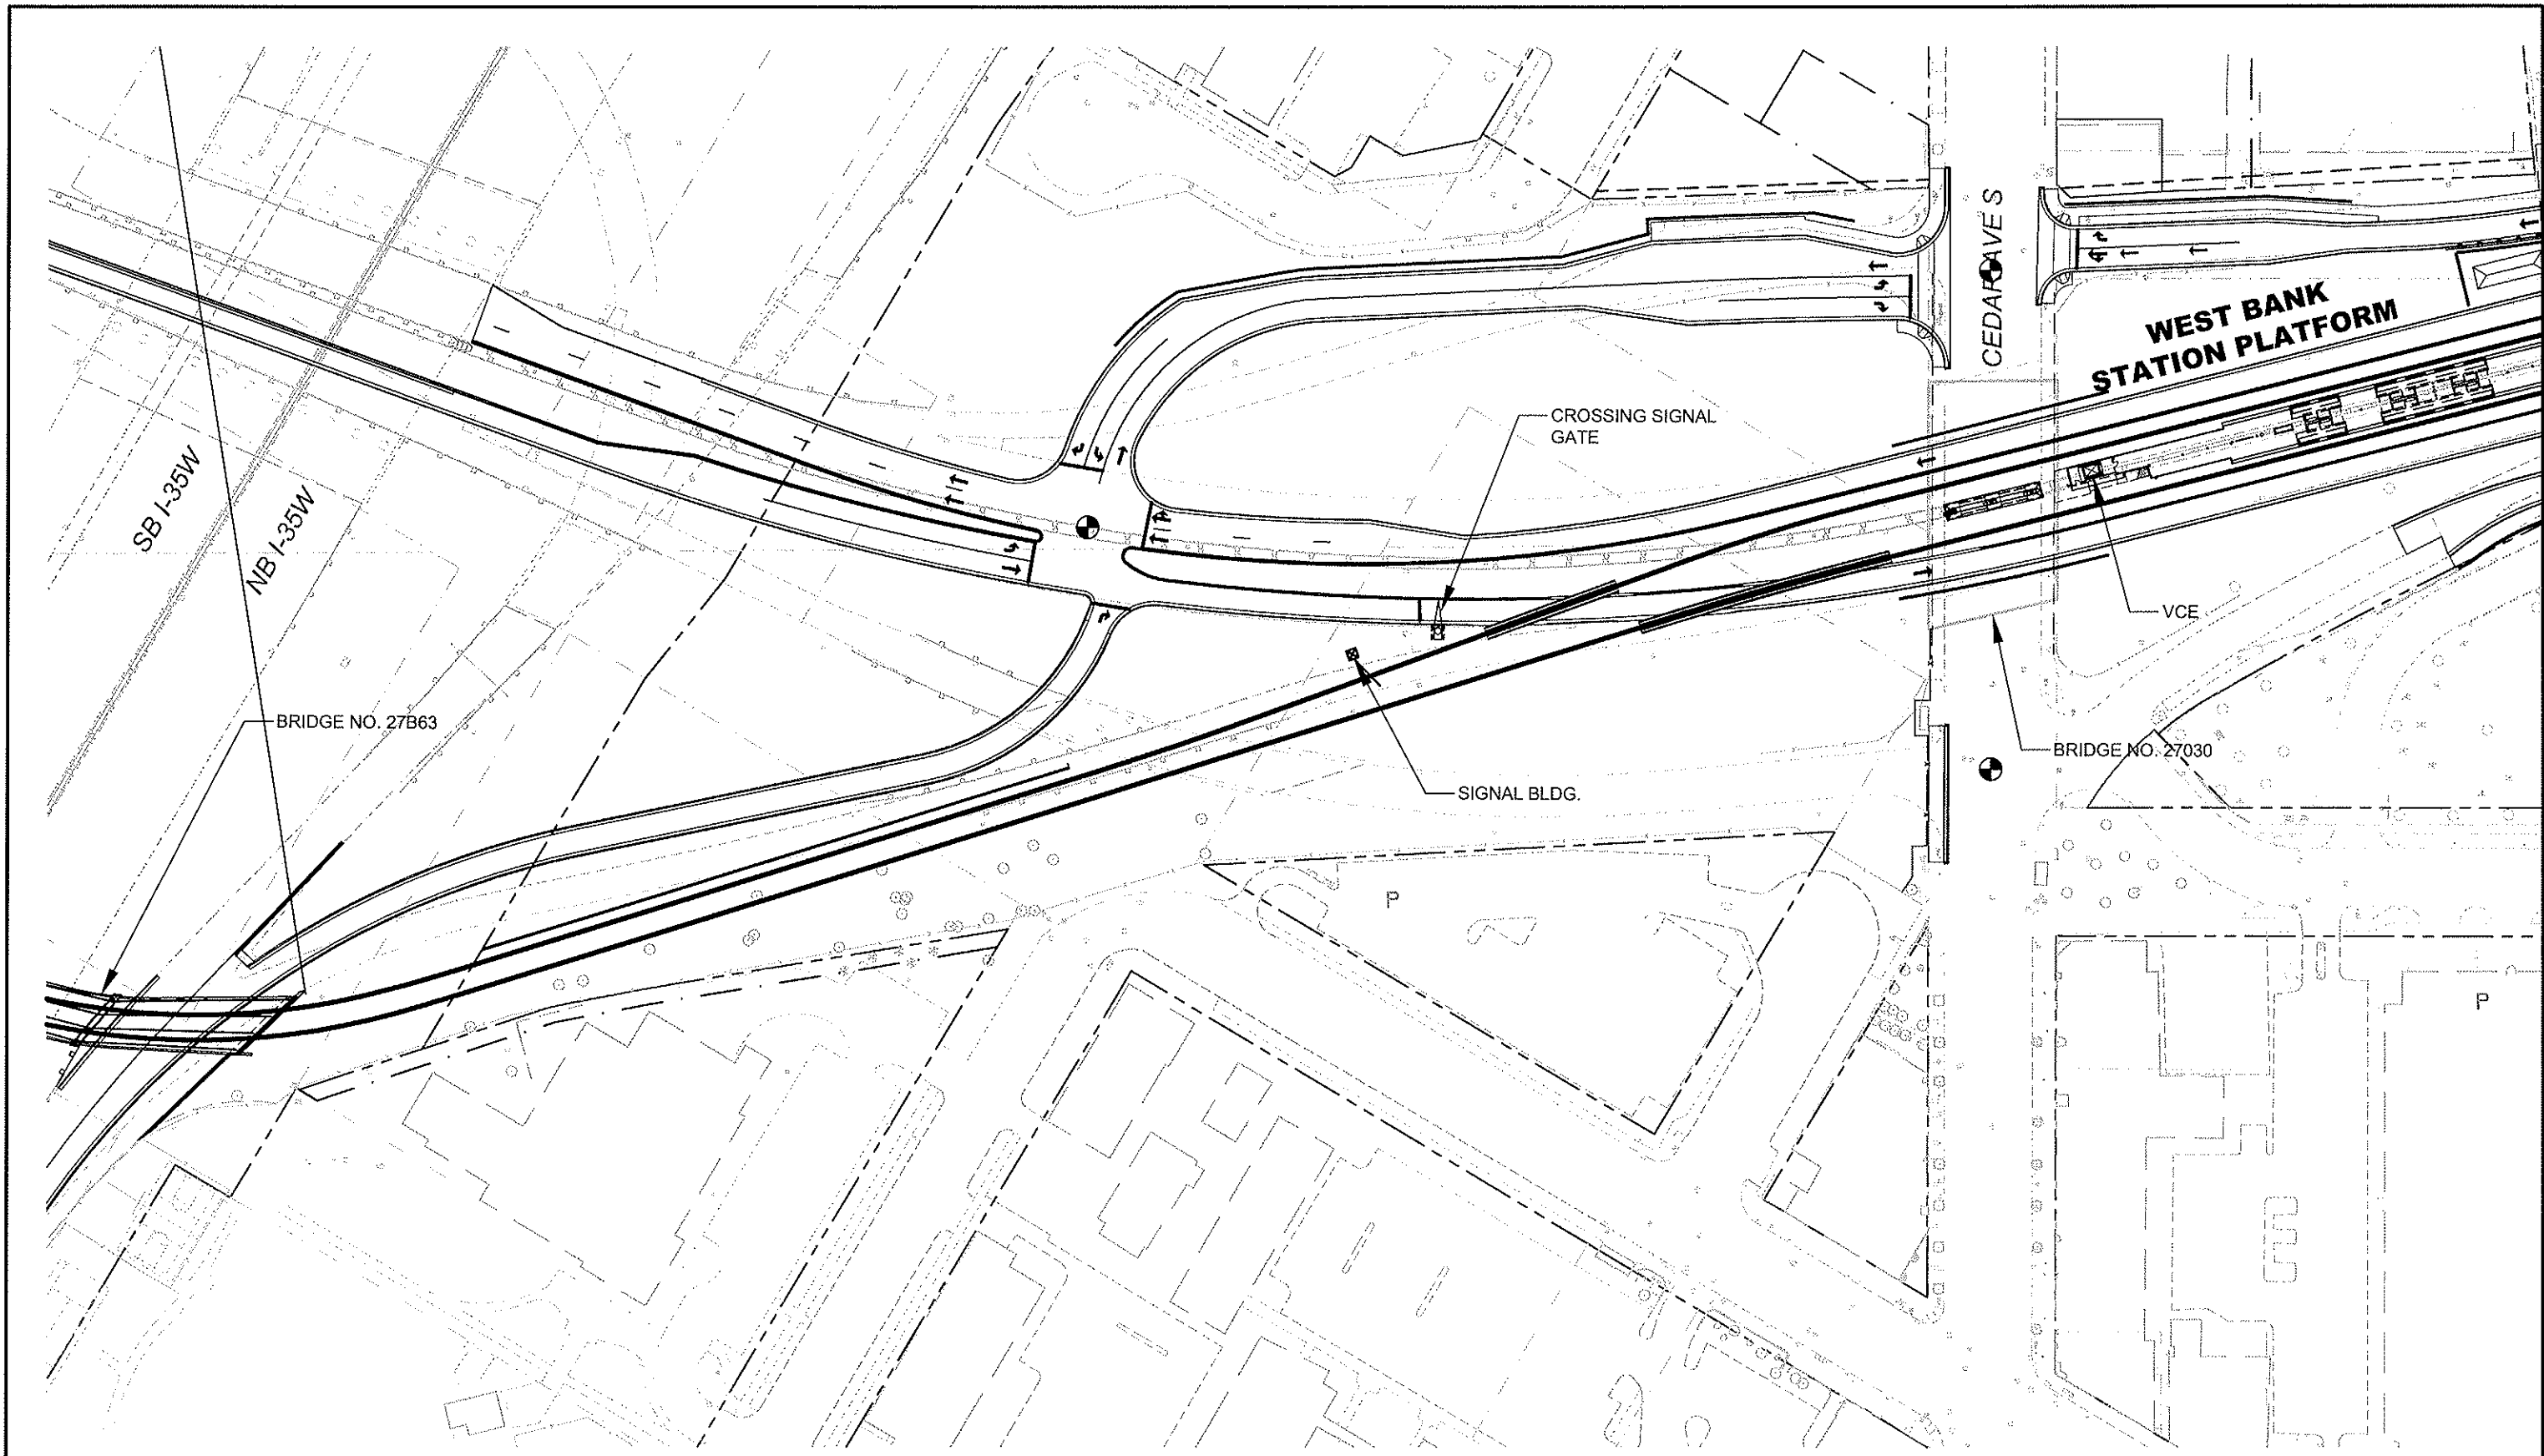 CEDAR AVE S
WEST BANK
STATION PLATFORM
CROSSING SIGNAL
GATE
SB I-35W
NB I-35W
VCE
BRIDGE NO. 27B63
BRIDGE NO. 27030
SIGNAL BLDG.
P
P